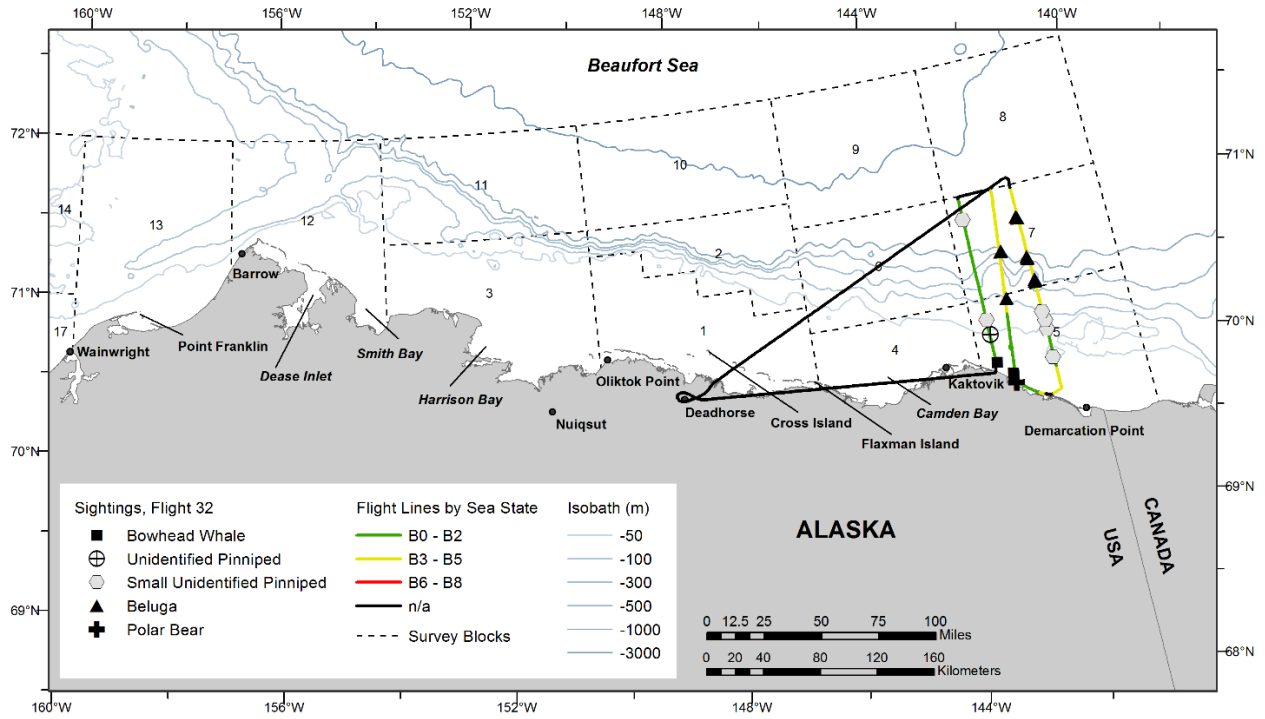 160°W 156°W 152°W 148°W 144°W 140°W
Beaufort Sea
72°N
71°N
8
9
10
11
14
13
12
7
2
6
71°N
3
70°N
17
1
5
4
Barrow
Wainwright
Point Franklin
Smith Bay
Dease Inlet
Harrison Bay
Oliktok Point
Nuiqsut
Deadhorse
Kaktovik
Camden Bay
Cross Island
Flaxman Island
Demarcation Point
70°N
69°N
ALASKA
USA
CANADA
Sightings, Flight 32
Bowhead Whale
Unidentified Pinniped
Small Unidentified Pinniped
Beluga
Polar Bear
Flight Lines by Sea State
B0 - B2
B3 - B5
B6 - B8
n/a
Survey Blocks
Isobath (m)
-50
-100
-300
-500
-1000
-3000
0 12.5 25 50 75 100
Miles
0 20 40 80 120 160
Kilometers
69°N
68°N
160°W 156°W 152°W 148°W 144°W